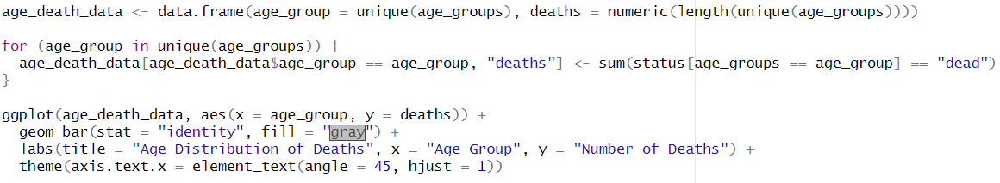 age_death_data <- data.frame(age_group = unique(age_groups), deaths = numeric(length(unique(age_groups))))
for (age_group in unique(age_groups)) {
  age_death_data[age_death_data$age_group == age_group, "deaths"] <- sum(status[age_groups == age_group] == "dead")
}
ggplot(age_death_data, aes(x = age_group, y = deaths)) +
  geom_bar(stat = "identity", fill = "gray") +
  labs(title = "Age Distribution of Deaths", x = "Age Group", y = "Number of Deaths") +
  theme(axis.text.x = element_text(angle = 45, hjust = 1))